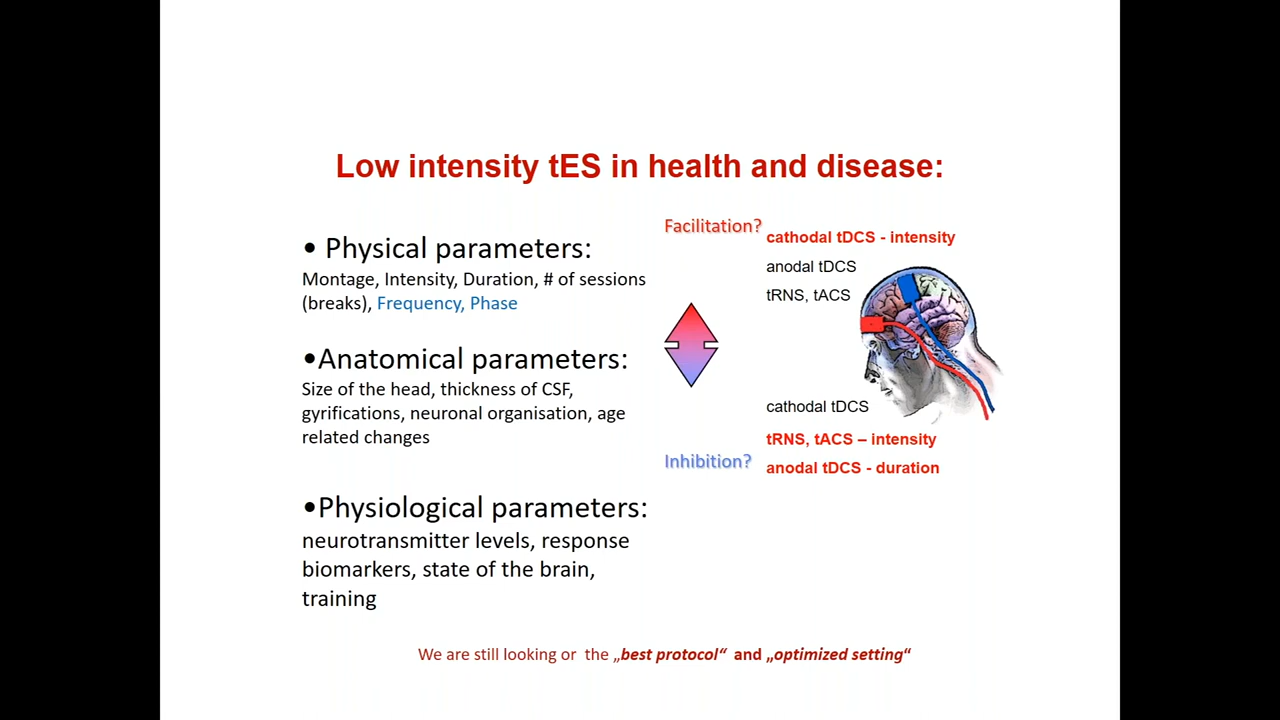 Low intensity tES in health and disease:
• Physical parameters:
Montage, Intensity, Duration, # of sessions
(breaks), Frequency, Phase
•Anatomical parameters:
Size of the head, thickness of CSF,
gyrifications, neuronal organisation, age
related changes
•Physiological parameters:
neurotransmitter levels, response
biomarkers, state of the brain,
training
Facilitation?
cathodal tDCS - intensity
anodal tDCS
tRNS, tACS
cathodal tDCS
tRNS, tACS – intensity
Inhibition?
anodal tDCS - duration
We are still looking or the „best protocol“ and „optimized setting“